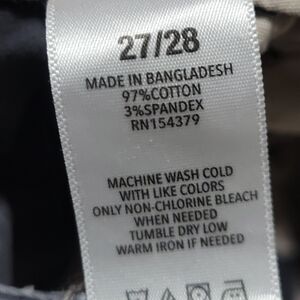 27/28
MADE IN BANGLADESH
97%COTTON
3%SPANDEX
RN154379
MACHINE WASH COLD
WITH LIKE COLORS
ONLY NON-CHLORINE BLEACH
WHEN NEEDED
TUMBLE DRY LOW
WARM IRON IF NEEDED